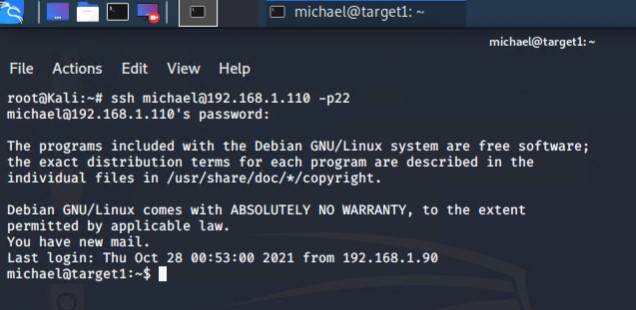 michael@target1: ~
michael@target1: ~
File Actions Edit View Help
root@Kali:~# ssh michael@192.168.1.110 -p22
michael@192.168.1.110's password:
The programs included with the Debian GNU/Linux system are free software;
the exact distribution terms for each program are described in the
individual files in /usr/share/doc/*/copyright.
Debian GNU/Linux comes with ABSOLUTELY NO WARRANTY, to the extent
permitted by applicable law.
You have new mail.
Last login: Thu Oct 28 00:53:00 2021 from 192.168.1.90
michael@target1:~$